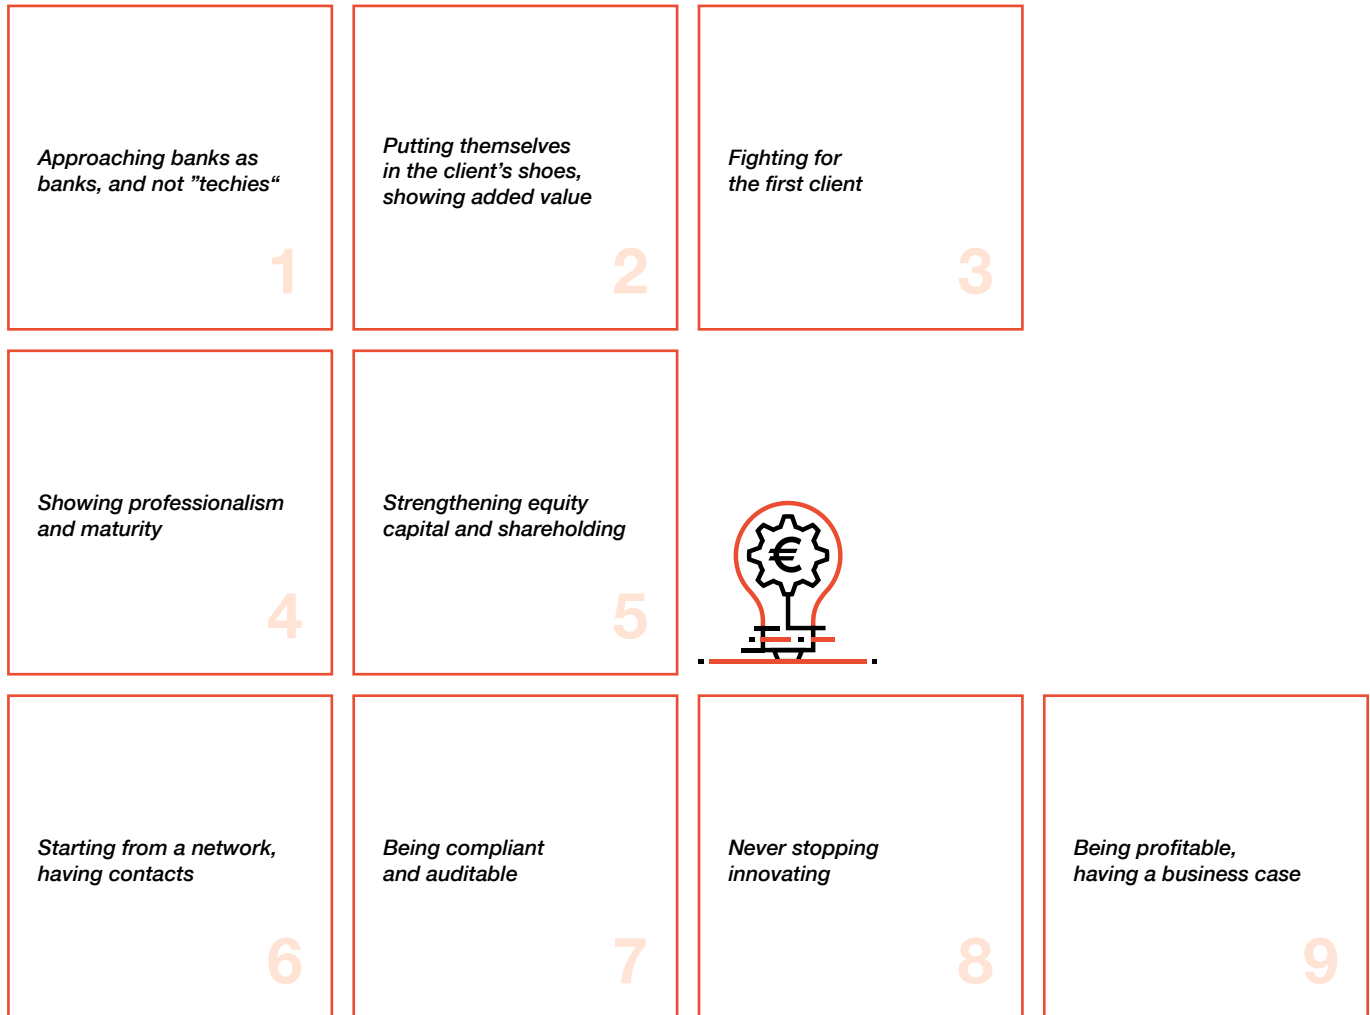 Approaching banks as
banks, and not ”techies“
1
Putting themselves
in the client’s shoes,
showing added value
2
Fighting for
the first client
3
Showing professionalism
and maturity
4
Strengthening equity
capital and shareholding
5
€
Starting from a network,
having contacts
6
Being compliant
and auditable
7
Never stopping
innovating
8
Being profitable,
having a business case
9